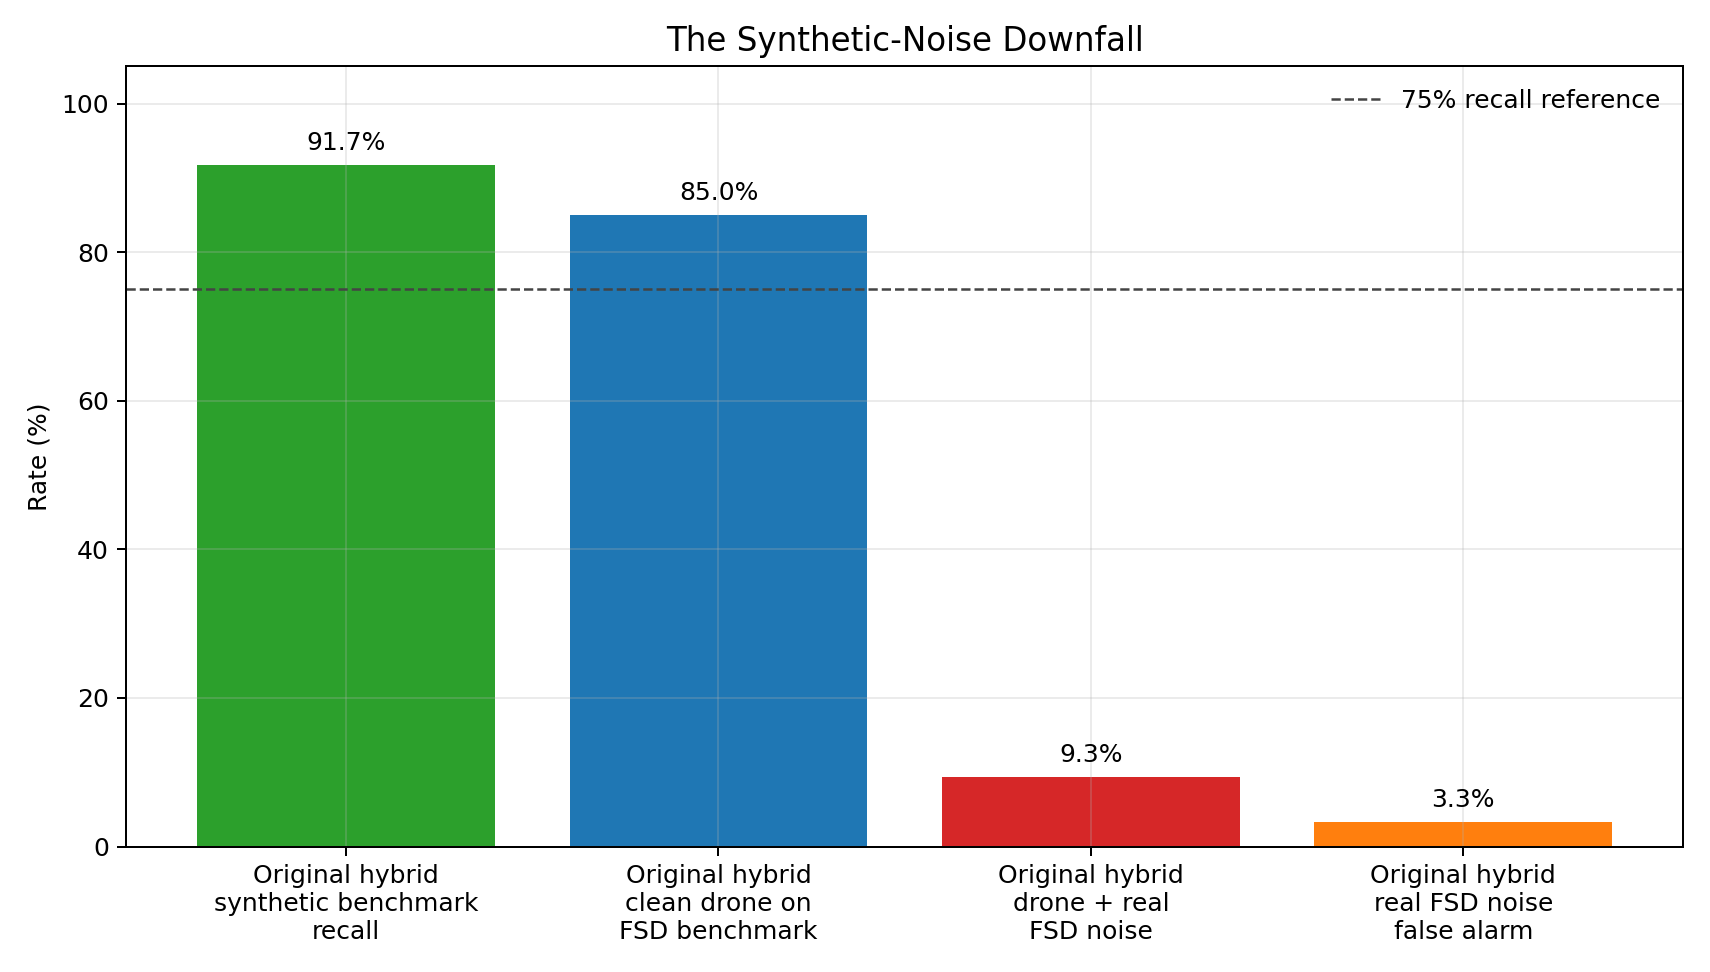 The Synthetic-Noise Downfall
75% recall reference
Rate (%)
100
80
60
40
20
0
91.7%
85.0%
9.3%
3.3%
Original hybrid
synthetic benchmark
recall
Original hybrid
clean drone on
FSD benchmark
Original hybrid
drone + real
FSD noise
Original hybrid
real FSD noise
false alarm